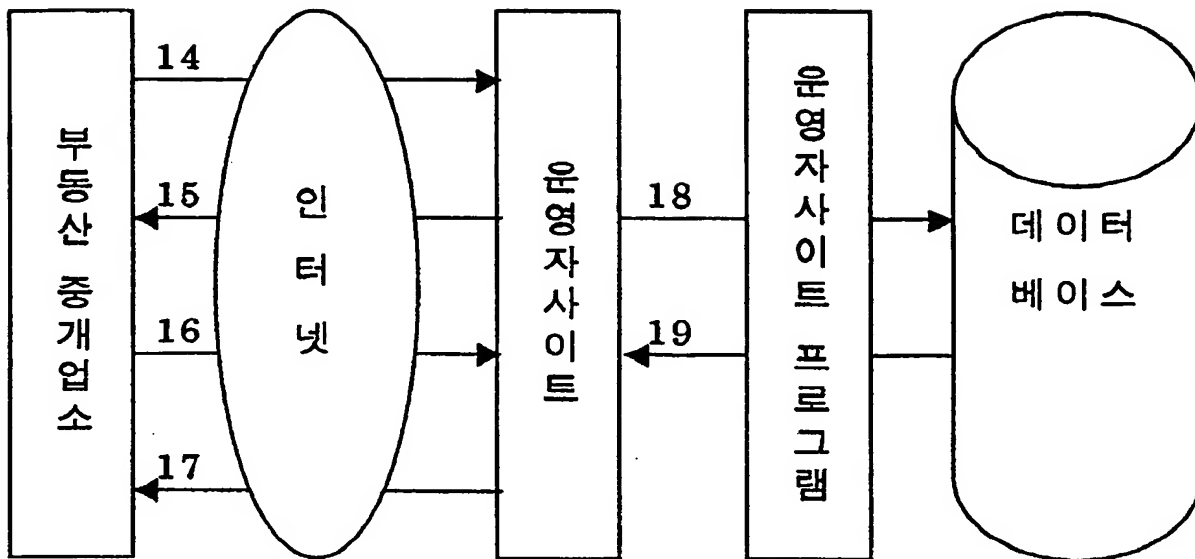 부동산 중개업소
14
15
16
17
인터넷
운영자사이트
18
19
운영자사이트 프로그램
데이터
베이스